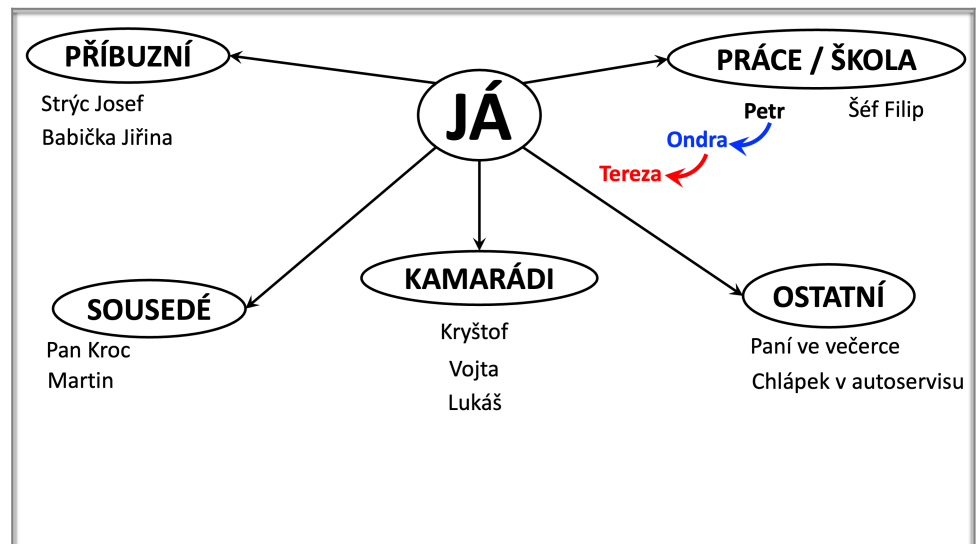 PŘÍBUZNÍ
Strýc Josef
Babička Jiřina
JÁ
PRÁCE / ŠKOLA
Petr
Šéf Filip
Ondra
Tereza
SOUSEDÉ
Pan Kroc
Martin
KAMARÁDI
Kryštof
Vojta
Lukáš
OSTATNÍ
Paní ve večerce
Chlápek v autoservisu